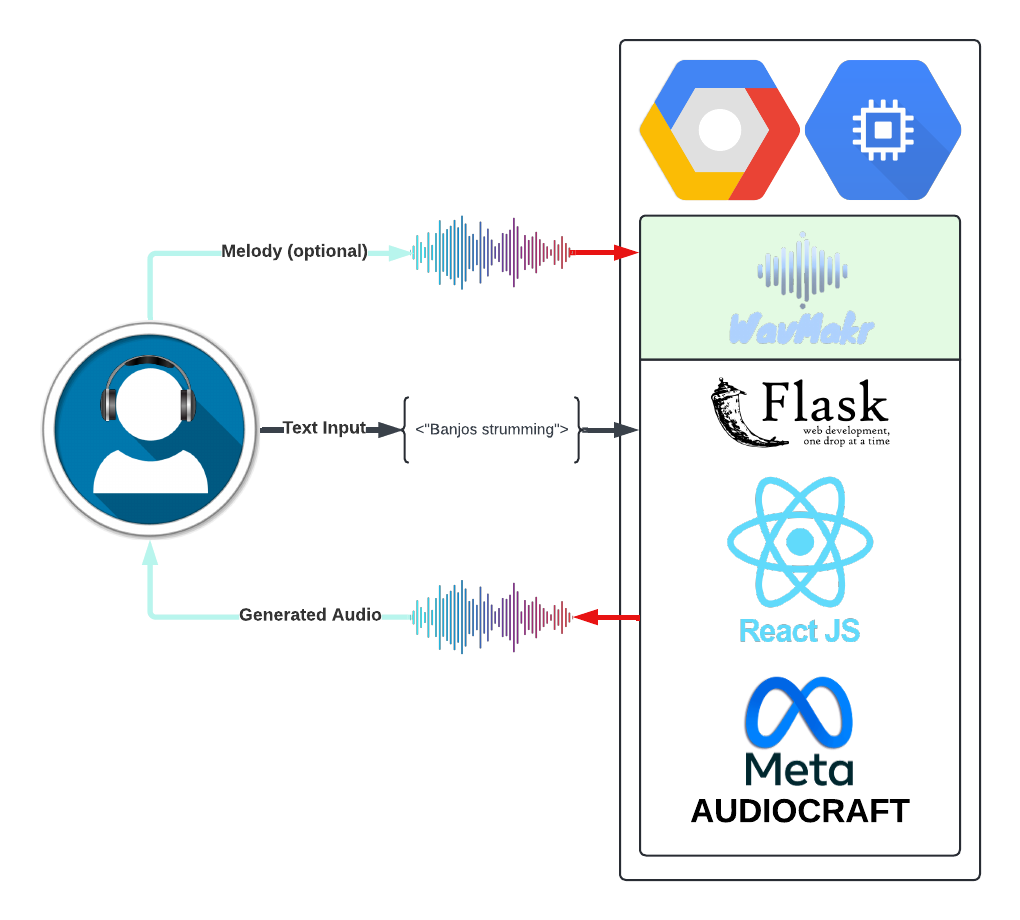 Melody (optional)
WavMakr
Flask
web development,
one drop at a time
Text Input
<"Banjos strumming">
React JS
Generated Audio
Meta
AUDIOCRAFT